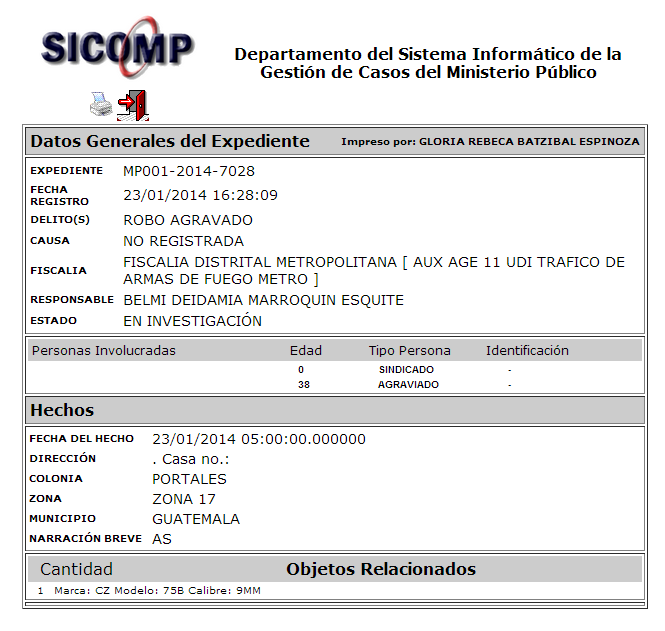 SICOMP
Departamento del Sistema Informático de la
Gestión de Casos del Ministerio Público
Datos Generales del Expediente Impreso por: GLORIA REBECA BATZIBAL ESPINOZA
EXPEDIENTE MP001-2014-7028
FECHA REGISTRO 23/01/2014 16:28:09
DELITO(S) ROBO AGRAVADO
CAUSA NO REGISTRADA
FISCALIA FISCALIA DISTRITAL METROPOLITANA [ AUX AGE 11 UDI TRAFICO DE
ARMAS DE FUEGO METRO ]
RESPONSABLE BELMI DEIDAMIA MARROQUIN ESQUITE
ESTADO EN INVESTIGACIÓN
Personas Involucradas Edad Tipo Persona Identificación
0 SINDICADO -
38 AGRAVIADO -
Hechos
FECHA DEL HECHO 23/01/2014 05:00:00.000000
DIRECCIÓN . Casa no.:
COLONIA PORTALES
ZONA ZONA 17
MUNICIPIO GUATEMALA
NARRACIÓN BREVE AS
Cantidad Objetos Relacionados
1 Marca: CZ Modelo: 75B Calibre: 9MM